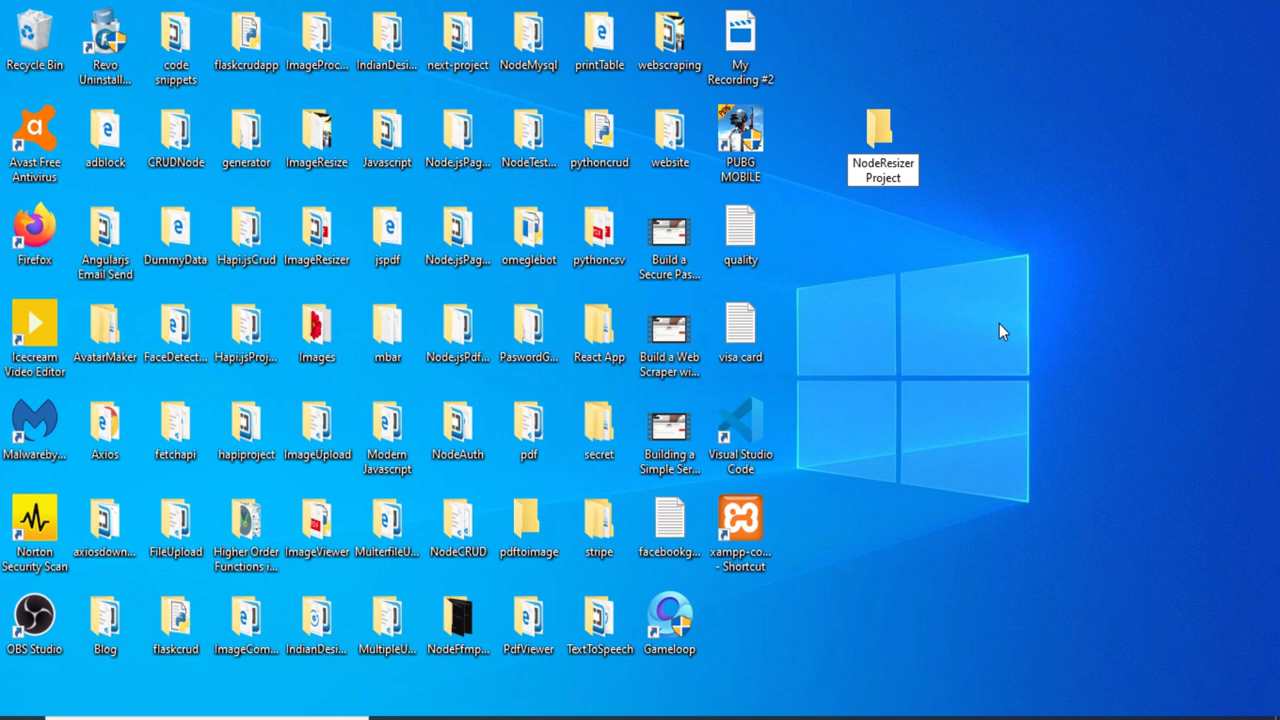 Recycle Bin
Revo
Uninstall...
code
snippets
flaskcrudapp
ImageProc...
IndianDesi...
next-project
NodeMysql
printTable
webscraping
My
Recording #2
Avast Free
Antivirus
adblock
CRUDNode
generator
ImageResize
Javascript
Node.jsPag...
NodeTest...
pythoncrud
website
PUBG
MOBILE
NodeResizer
Project
Firefox
Angularjs
Email Send
DummyData
Hapi.jsCrud
ImageResizer
jspdf
Node.jsPag...
omeglebot
pythoncsv
Build a
Secure Pas...
quality
Icecream
Video Editor
AvatarMaker
FaceDetect...
Hapi.jsProj...
Images
mbar
Node.jsPdf...
PaswordG...
React App
Build a Web
Scraper wi...
visa card
Malwareby...
Axios
fetchapi
hapiproject
ImageUpload
Modern
Javascript
NodeAuth
pdf
secret
Building a
Simple Ser...
Visual Studio
Code
Norton
Security Scan
axiosdown...
FileUpload
Higher Order
Functions i...
ImageViewer
MulterfileU...
NodeCRUD
pdftoimage
stripe
facebookg...
xampp-co...
- Shortcut
OBS Studio
Blog
flaskcrud
ImageCom...
IndianDesi...
MultipleU...
NodeFfmp...
PdfViewer
TextToSpeech
Gameloop